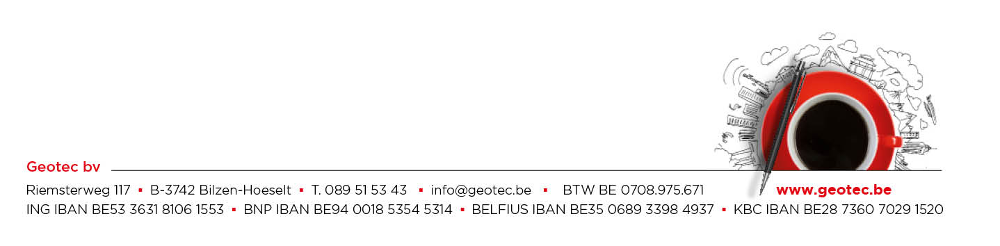 Geotec bv
Riemsterweg 117 ▪ B-3742 Bilzen-Hoeselt ▪ T. 089 51 53 43 ▪ info@geotec.be ▪ BTW BE 0708.975.671 www.geotec.be
ING IBAN BE53 3631 8106 1553 ▪ BNP IBAN BE94 0018 5354 5314 ▪ BELFIUS IBAN BE35 0689 3398 4937 ▪ KBC IBAN BE28 7360 7029 1520